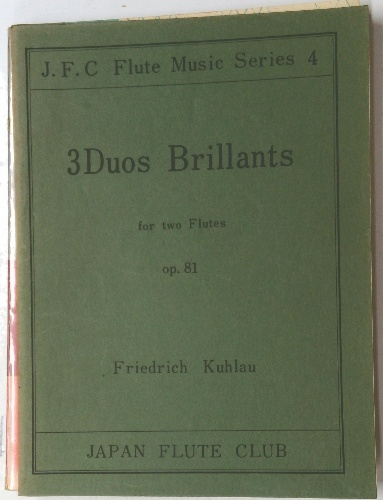 J.F.C Flute Music Series 4
3Duos Brillants
for two Flutes
op. 81
Friedrich Kuhlau
JAPAN FLUTE CLUB